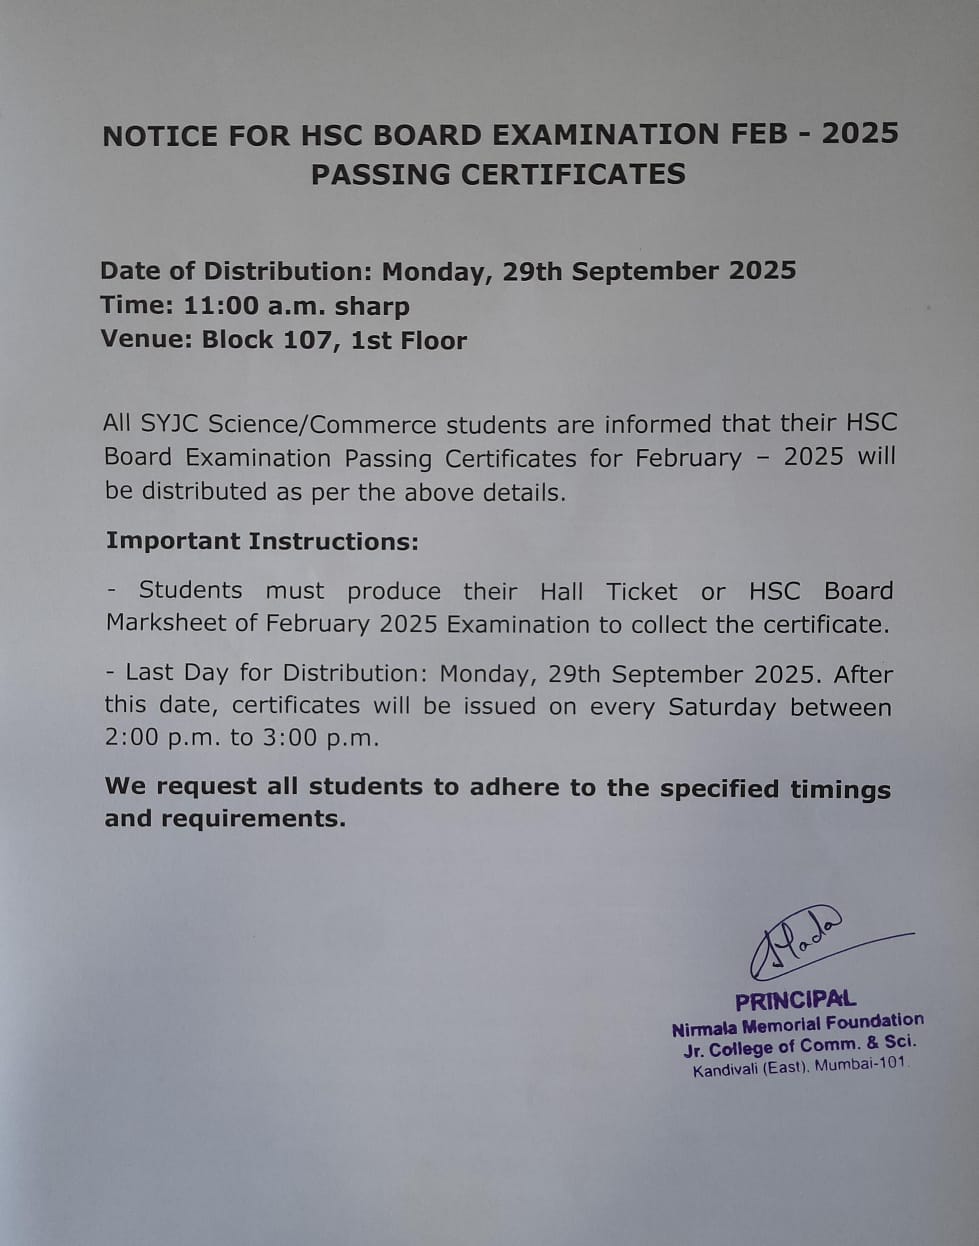 NOTICE FOR HSC BOARD EXAMINATION FEB - 2025
PASSING CERTIFICATES
Date of Distribution: Monday, 29th September 2025
Time: 11:00 a.m. sharp
Venue: Block 107, 1st Floor
All SYJC Science/Commerce students are informed that their HSC
Board Examination Passing Certificates for February – 2025 will
be distributed as per the above details.
Important Instructions:
- Students must produce their Hall Ticket or HSC Board
Marksheet of February 2025 Examination to collect the certificate.
- Last Day for Distribution: Monday, 29th September 2025. After
this date, certificates will be issued on every Saturday between
2:00 p.m. to 3:00 p.m.
We request all students to adhere to the specified timings
and requirements.
PRINCIPAL
Nirmala Memorial Foundation
Jr. College of Comm. & Sci.
Kandivali (East), Mumbai-101.